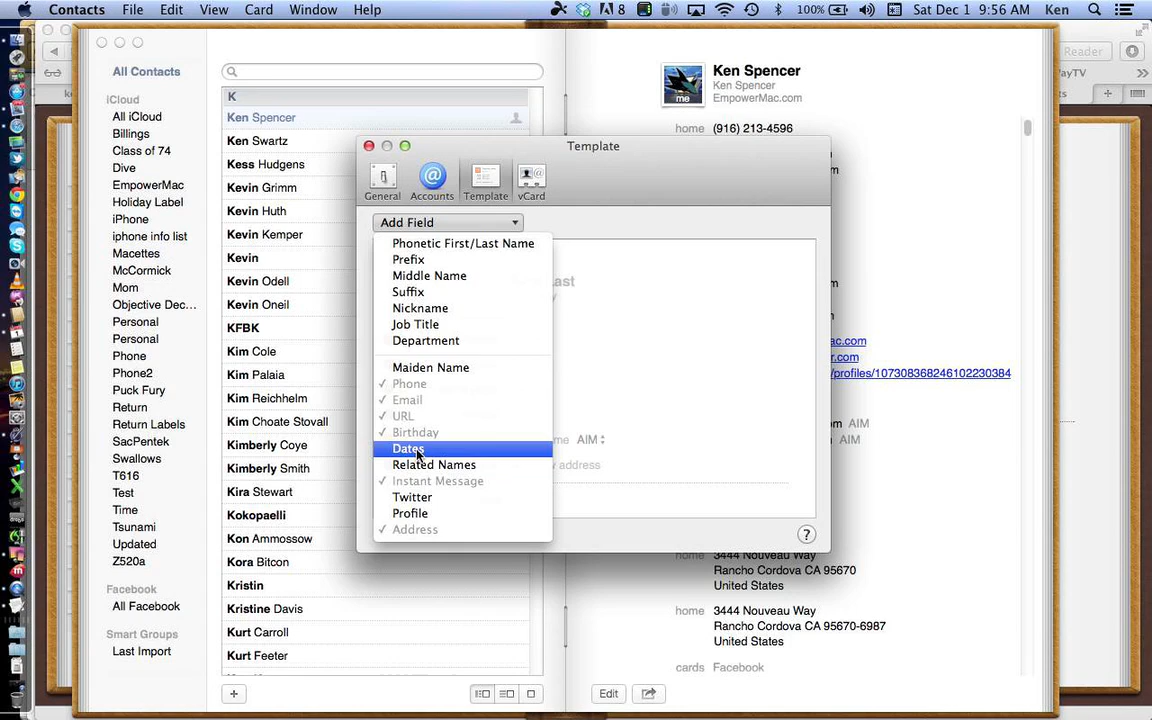 Contacts File Edit View Card Window Help 8 100% Sat Dec 1 9:56 AM Ken
Reader
All Contacts
iCloud
All iCloud
Billings
Class of 74
Dive
EmpowerMac
Holiday Label
iPhone
iphone info list
Macettes
McCormick
Mom
Objective Dec...
Personal
Personal
Phone
Phone2
Puck Fury
Return
Return Labels
SacPentek
Swallows
T616
Test
Time
Tsunami
Updated
Z520a
Facebook
All Facebook
Smart Groups
Last Import
K
Ken Spencer
Ken Swartz
Kess Hudgens
Kevin Grimm
Kevin Huth
Kevin Kemper
Kevin
Kevin Odell
Kevin Oneil
KFBK
Kim Cole
Kim Palaia
Kim Reichhelm
Kim Choate Stovall
Kimberly Coye
Kimberly Smith
Kira Stewart
Kokopaelli
Kon Ammossow
Kora Bitcon
Kristin
Kristine Davis
Kurt Carroll
Kurt Feeter
Template
General Accounts Template vCard
Add Field
Phonetic First/Last Name
Prefix
Middle Name
Suffix
Nickname
Job Title
Department
Maiden Name
✓ Phone
✓ Email
✓ URL
✓ Birthday
Dates
Related Names
✓ Instant Message
Twitter
Profile
✓ Address
AIM
address
?
me
Ken Spencer
Ken Spencer
EmpowerMac.com
home (916) 213-4596
ac.com
.com
/profiles/107308368246102230384
om AIM
om AIM
3444 Nouveau Way
Rancho Cordova CA 95670
United States
home 3444 Nouveau Way
Rancho Cordova CA 95670-6987
United States
cards Facebook
+
Edit